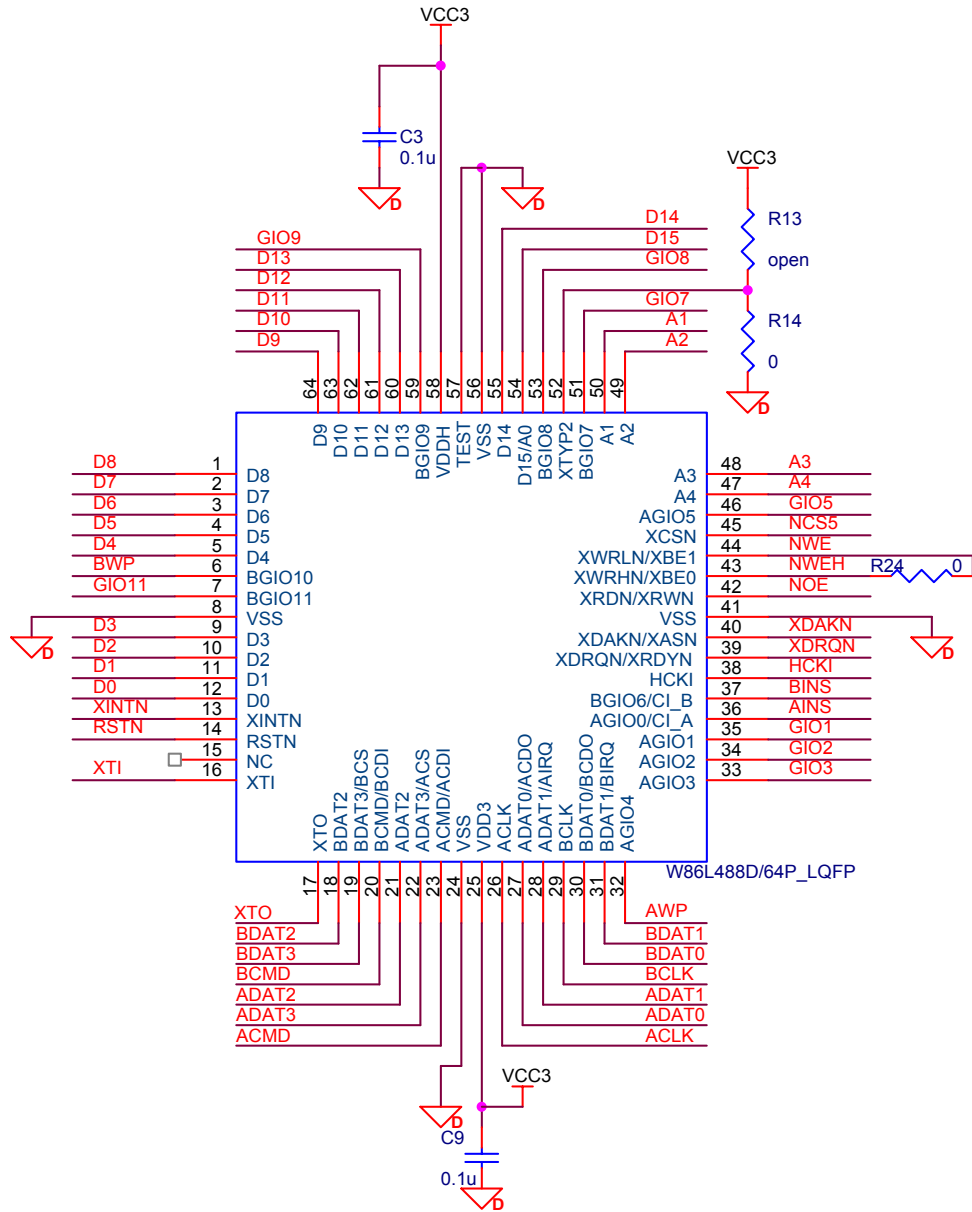 VCC3
C3
0.1u
D
D
VCC3
R13
open
R14
0
D
GIO9
D13
D12
D11
D10
D9
D14
D15
GIO8
GIO7
A1
A2
64 63 62 61 60 59 58 57 56 55 54 53 52 51 50 49
D9 D10 D11 D12 D13 BGIO9 VDDH TEST VSS D14 D15/A0 BGIO8 XTYP2 BGIO7 A1 A2
D8 1 D8
D7 2 D7
D6 3 D6
D5 4 D5
D4 5 D4
BWP 6 BGIO10
GIO11 7 BGIO11
8 VSS
D
D3 9 D3
D2 10 D2
D1 11 D1
D0 12 D0
XINTN 13 XINTN
RSTN 14 RSTN
15 NC
XTI 16 XTI
A3 48 A3
A4 47 A4
AGIO5 46 GIO5
XCSN 45 NCS5
XWRLN/XBE1 44 NWE
XWRHN/XBE0 43 NWEH
R24 0
XRDN/XRWN 42 NOE
VSS 41
D
XDAKN/XASN 40 XDAKN
XDRQN/XRDYN 39 XDRQN
HCKI 38 HCKI
BGIO6/CI_B 37 BINS
AGIO0/CI_A 36 AINS
AGIO1 35 GIO1
AGIO2 34 GIO2
AGIO3 33 GIO3
XTO BDAT2 BDAT3/BCS BCMD/BCDI ADAT2 ADAT3/ACS ACMD/ACDI VSS VDD3 ACLK ADAT0/ACDO ADAT1/AIRQ BCLK BDAT0/BCDO BDAT1/BIRQ AGIO4
17 18 19 20 21 22 23 24 25 26 27 28 29 30 31 32
W86L488D/64P_LQFP
XTO
BDAT2
BDAT3
BCMD
ADAT2
ADAT3
ACMD
AWP
BDAT1
BDAT0
BCLK
ADAT1
ADAT0
ACLK
VCC3
D
C9
0.1u
D